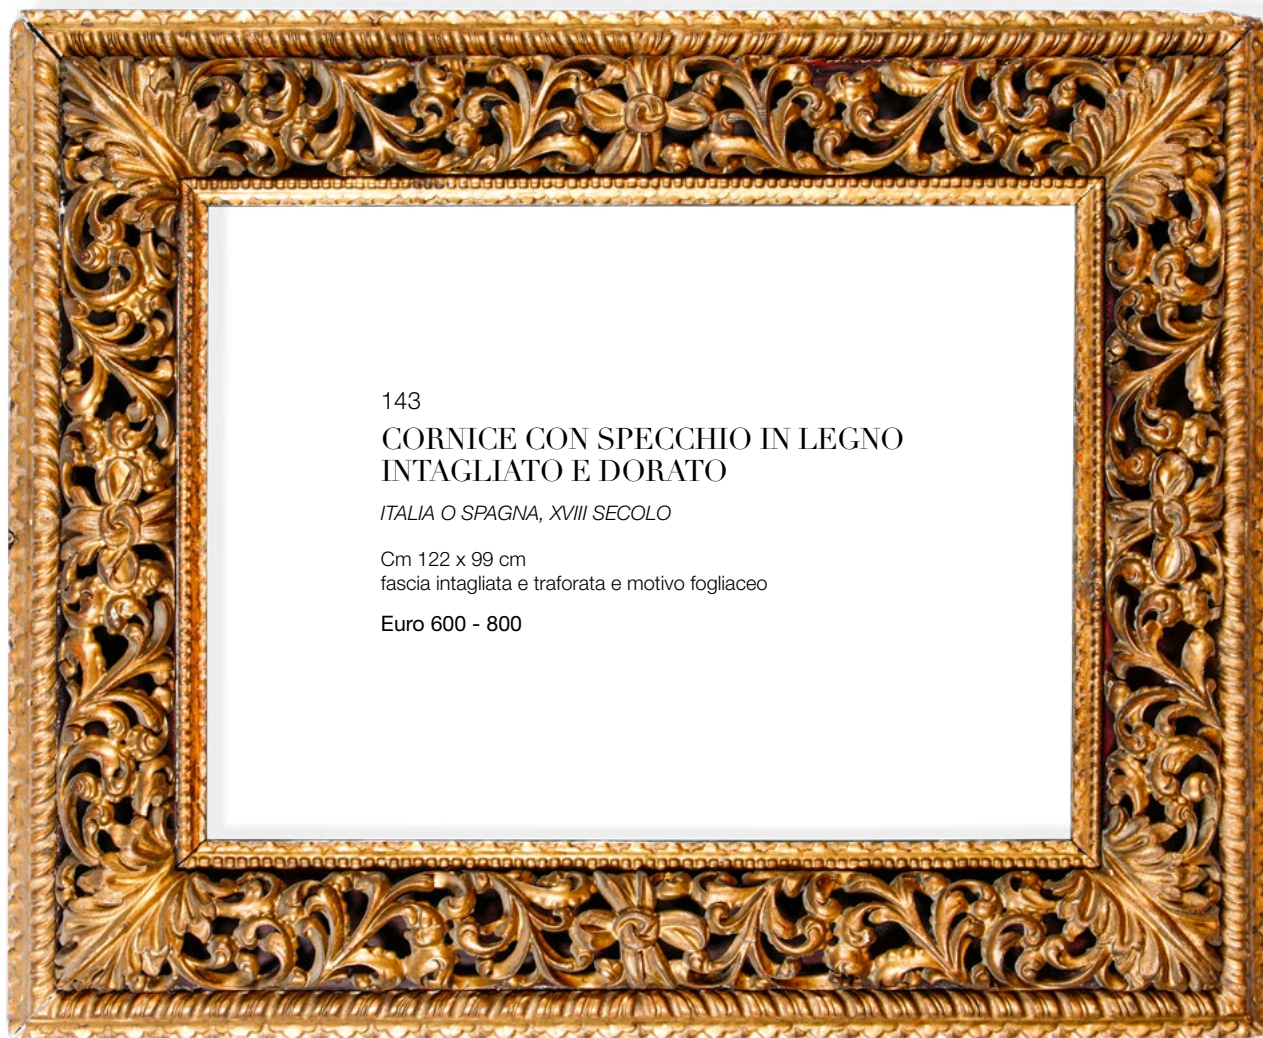 143
CORNICE CON SPECCHIO IN LEGNO
INTAGLIATO E DORATO
ITALIA O SPAGNA, XVIII SECOLO
Cm 122 x 99 cm
fascia intagliata e traforata e motivo fogliaceo
Euro 600 - 800